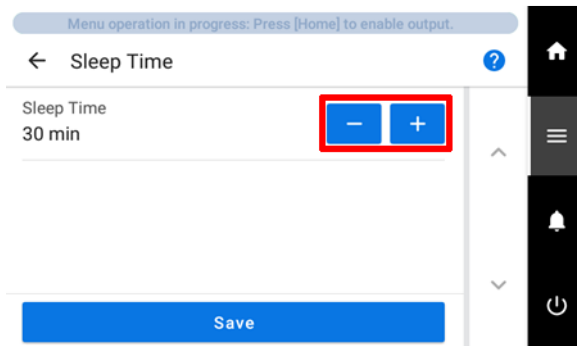 Menu operation in progress: Press [Home] to enable output.
Sleep Time
?
Sleep Time
30 min
− +
Save